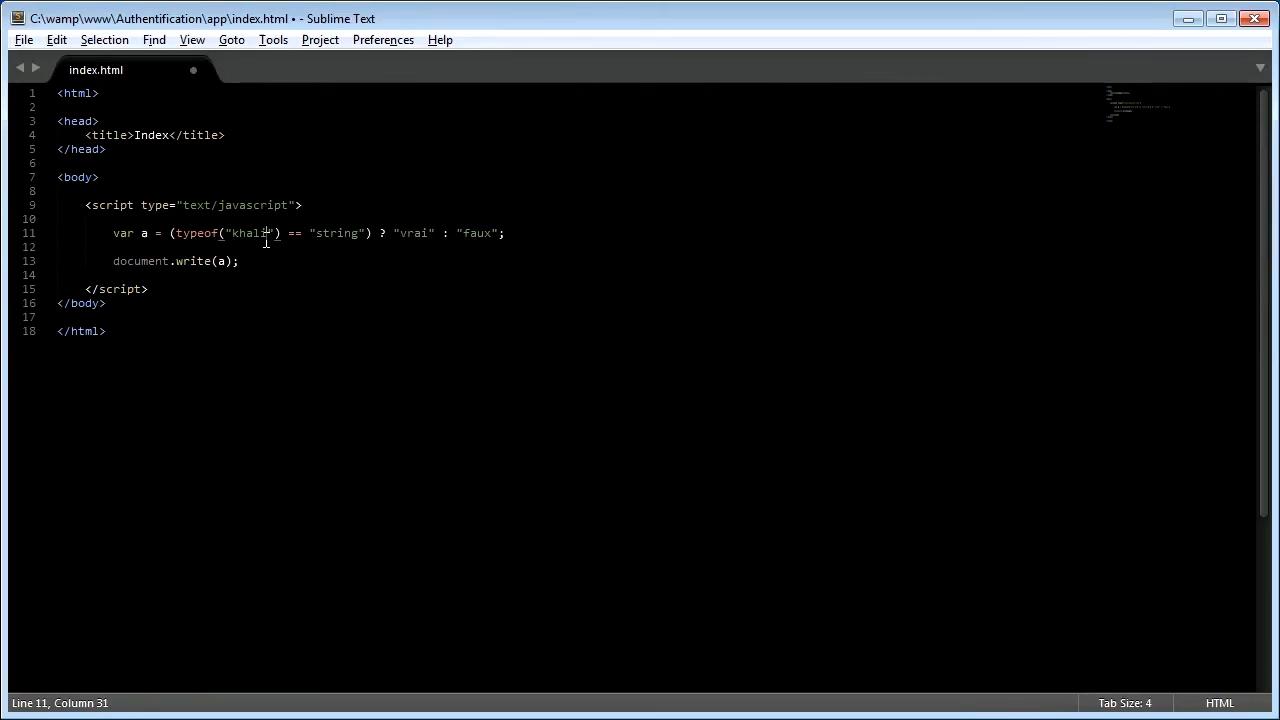 C:\wamp\www\Authentification\app\index.html • - Sublime Text
File Edit Selection Find View Goto Tools Project Preferences Help
index.html
1 <html>
2
3 <head>
4 <title>Index</title>
5 </head>
6
7 <body>
8
9 <script type="text/javascript">
10
11 var a = (typeof("khali") == "string") ? "vrai" : "faux";
12
13 document.write(a);
14
15 </script>
16 </body>
17
18 </html>
Line 11, Column 31 Tab Size: 4 HTML